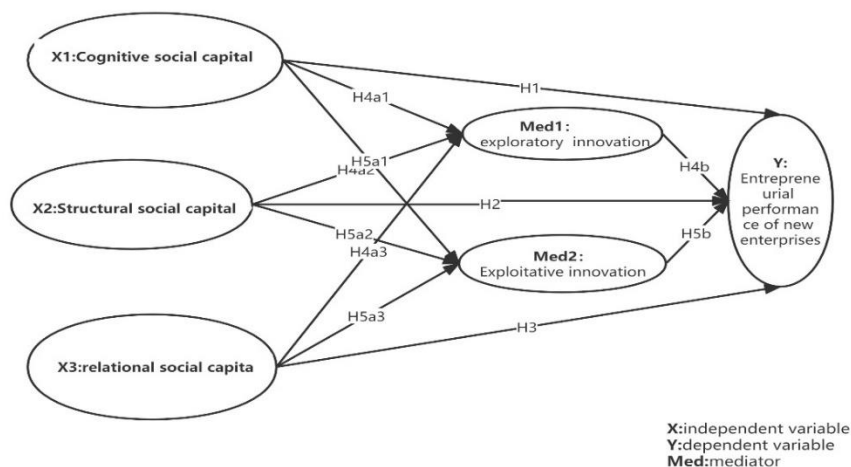 X1:Cognitive social capital
H1
H4a1
Med1:
exploratory innovation
H5a1
H4a2
H4b
Y:
Entreprene
urial
performan
ce of new
enterprises
X2:Structural social capital
H2
H5a2
H4a3
Med2:
Exploitative innovation
H5b
H5a3
H3
X3:relational social capita
X:independent variable
Y:dependent variable
Med:mediator